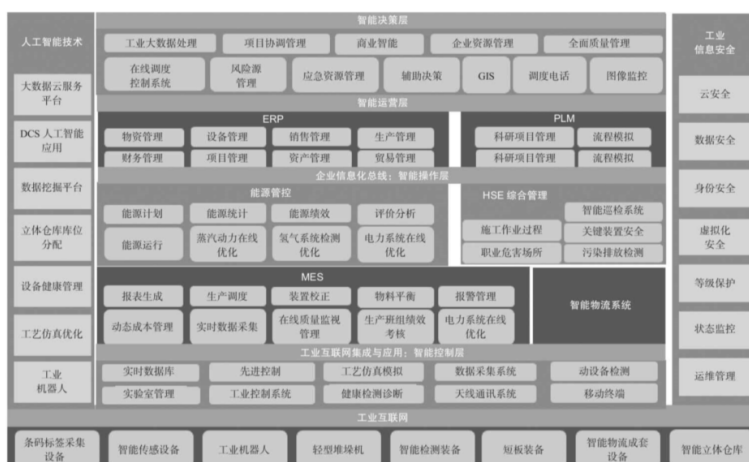 智能决策层
工业大数据处理 项目协调管理 商业智能 企业资源管理 全面质量管理
在线调度
控制系统
风险源
管理
应急资源管理 辅助决策 GIS 调度电话 图像监控
智能运营层
ERP
物资管理 设备管理 销售管理 生产管理
财务管理 项目管理 资产管理 贸易管理
PLM
科研项目管理 流程模拟
科研项目管理 流程模拟
企业信息化总线:智能操作层
能源管控
能源计划 能源统计 能源绩效 评价分析
能源运行
蒸汽动力在线
优化
氢气系统检测
优化
电力系统在线
优化
HSE 综合管理
智能巡检系统
施工作业过程 关键装置安全
职业危害场所 污染排放检测
MES
报表生成 生产调度 装置校正 物料平衡 报警管理
动态成本管理 实时数据采集
在线质量监视
管理
生产班组绩效
考核
电力系统在线
优化
智能物流系统
工业互联网集成与应用:智能控制层
实时数据库 先进控制 工艺仿真模拟 数据采集系统 动设备检测
实验室管理 工业控制系统 健康检测诊断 无线通讯系统 移动终端
人工智能技术
大数据云服务
平台
DCS 人工智能
应用
数据挖掘平台
立体仓库库位
分配
设备健康管理
工艺仿真优化
工业
机器人
工业
信息安全
云安全
数据安全
身份安全
虚拟化
安全
等级保护
状态监控
运维管理
工业互联网
条码标签采集
设备
智能传感设备 工业机器人 轻型堆垛机 智能检测装备 短板装备
智能物流成套
设备
智能立体仓库